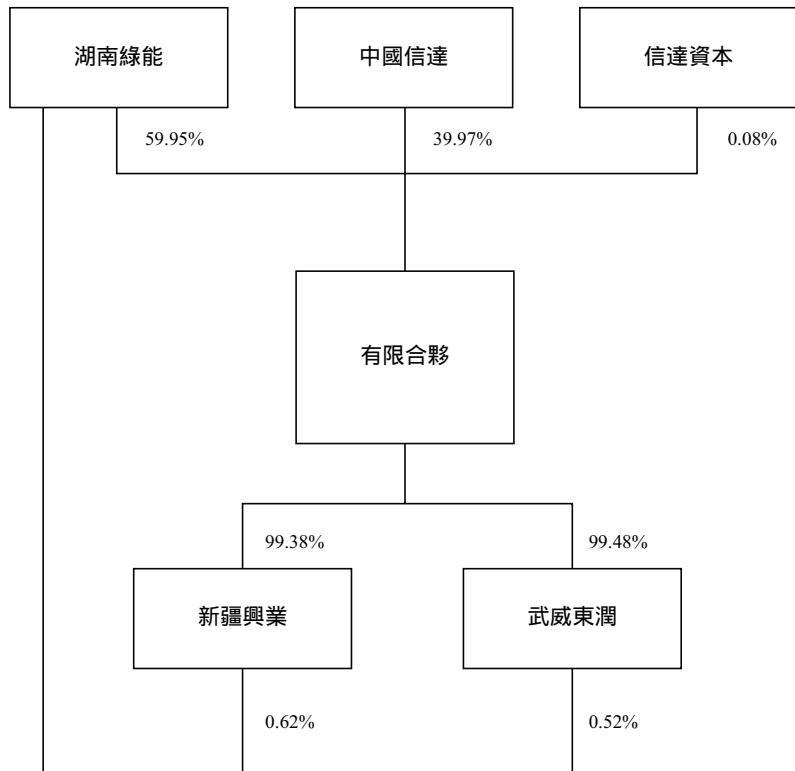 湖南綠能
中國信達
信達資本
59.95%
39.97%
0.08%
有限合夥
99.38%
99.48%
新疆興業
武威東潤
0.62%
0.52%